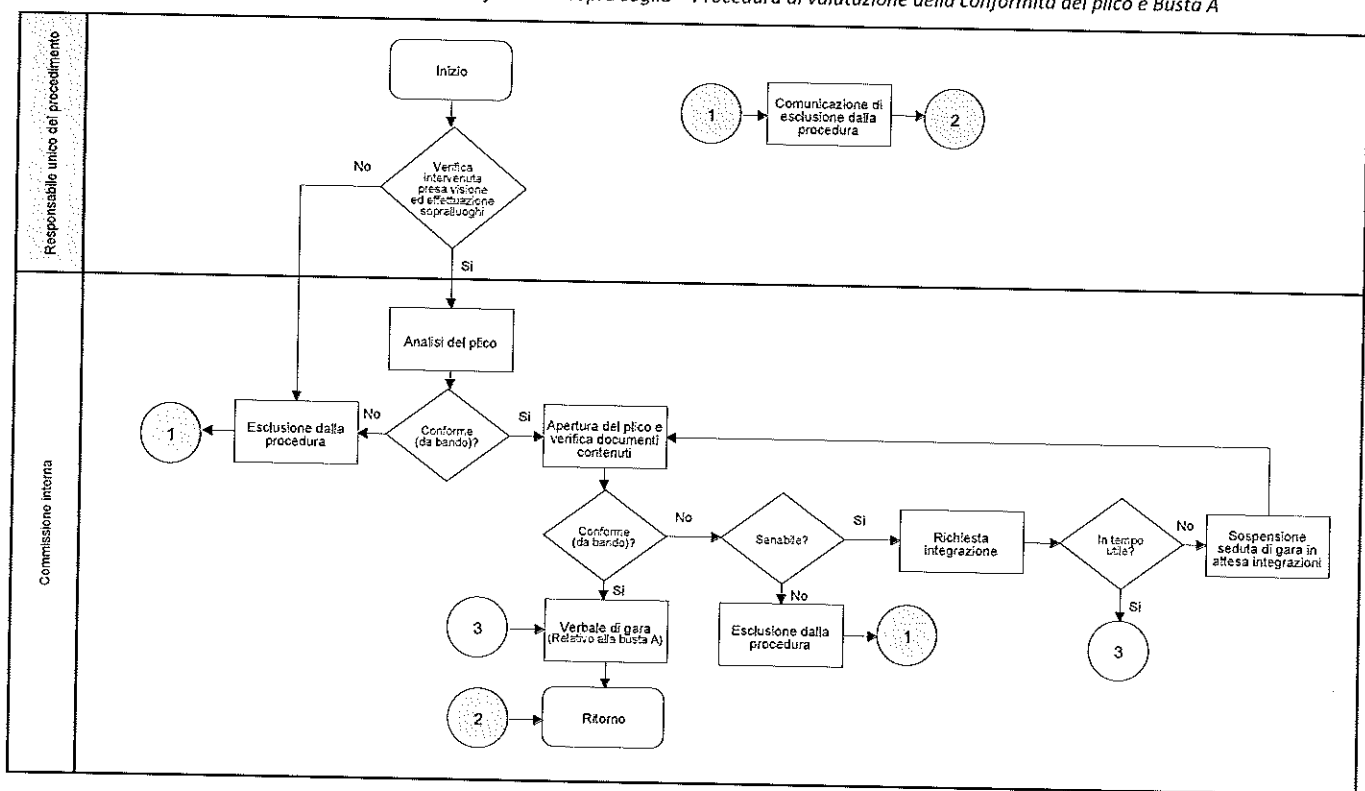 Procedura di valutazione della conformità del plico e Busta A
Responsabile unico del procedimento
Inizio
1
Comunicazione di
esclusione dalla
procedura
2
No
Verifica
intervenuta
presa visione
ed effettuazione
sopralluoghi
Si
Commissione interna
Analisi del plico
1
Esclusione dalla
procedura
No
Conforme
(da bando)?
Si
Apertura del plico e
verifica documenti
contenuti
Conforme
(da bando)?
No
Sanabile?
Si
Richiesta
integrazione
In tempo
utile?
No
Sospensione
seduta di gara in
attesa integrazioni
Si
No
Si
3
Verbale di gara
(Relativo alla busta A)
Esclusione dalla
procedura
1
3
2
Ritorno